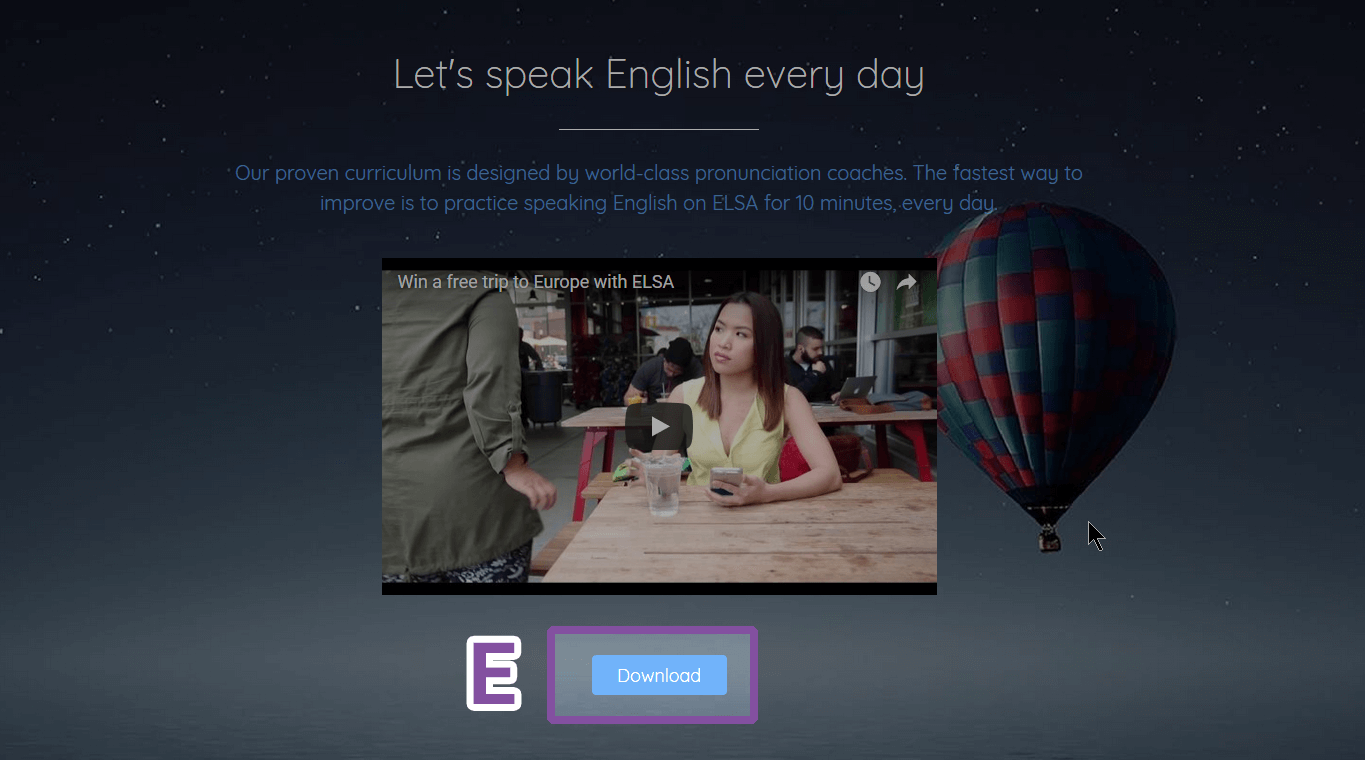 Let's speak English every day
Our proven curriculum is designed by world-class pronunciation coaches. The fastest way to
improve is to practice speaking English on ELSA for 10 minutes, every day.
Win a free trip to Europe with ELSA
E
Download